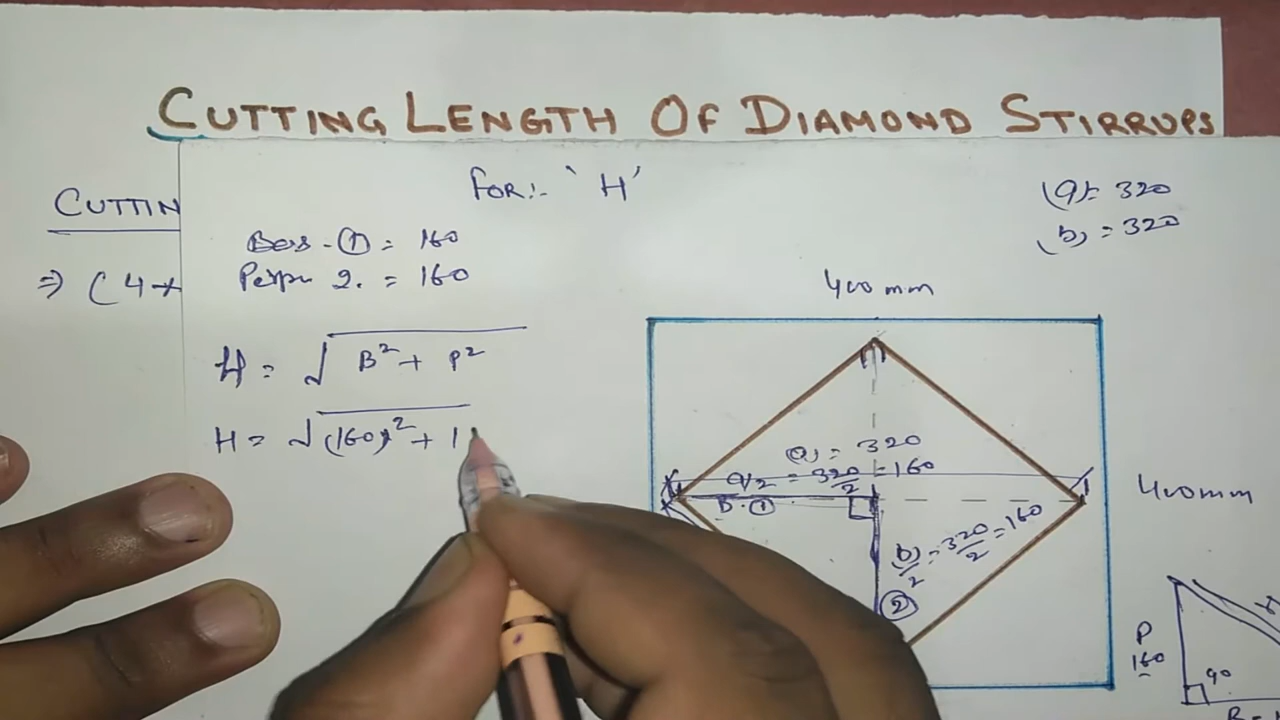 CUTTING LENGTH OF DIAMOND STIRRUPS
CUTTIN
⇒ (4×
FOR:- 'H'
Bes - ① = 160
Perpn 2. = 160
H = √B² + P²
H = √(160)² + 1
(a) = 320
(b) = 320
400 mm
(a) = 320
a/2 = 320/2 = 160
B. ①
b/2 = 320/2 = 160
②
400mm
P
160
H
90
B =